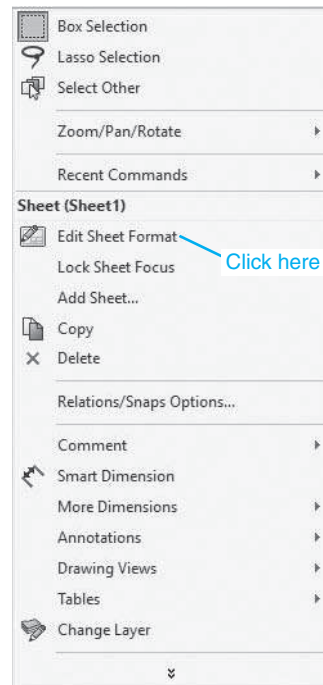 Box Selection
Lasso Selection
Select Other
Zoom/Pan/Rotate
Recent Commands
Sheet (Sheet1)
Edit Sheet Format
Click here
Lock Sheet Focus
Add Sheet...
Copy
Delete
Relations/Snaps Options...
Comment
Smart Dimension
More Dimensions
Annotations
Drawing Views
Tables
Change Layer